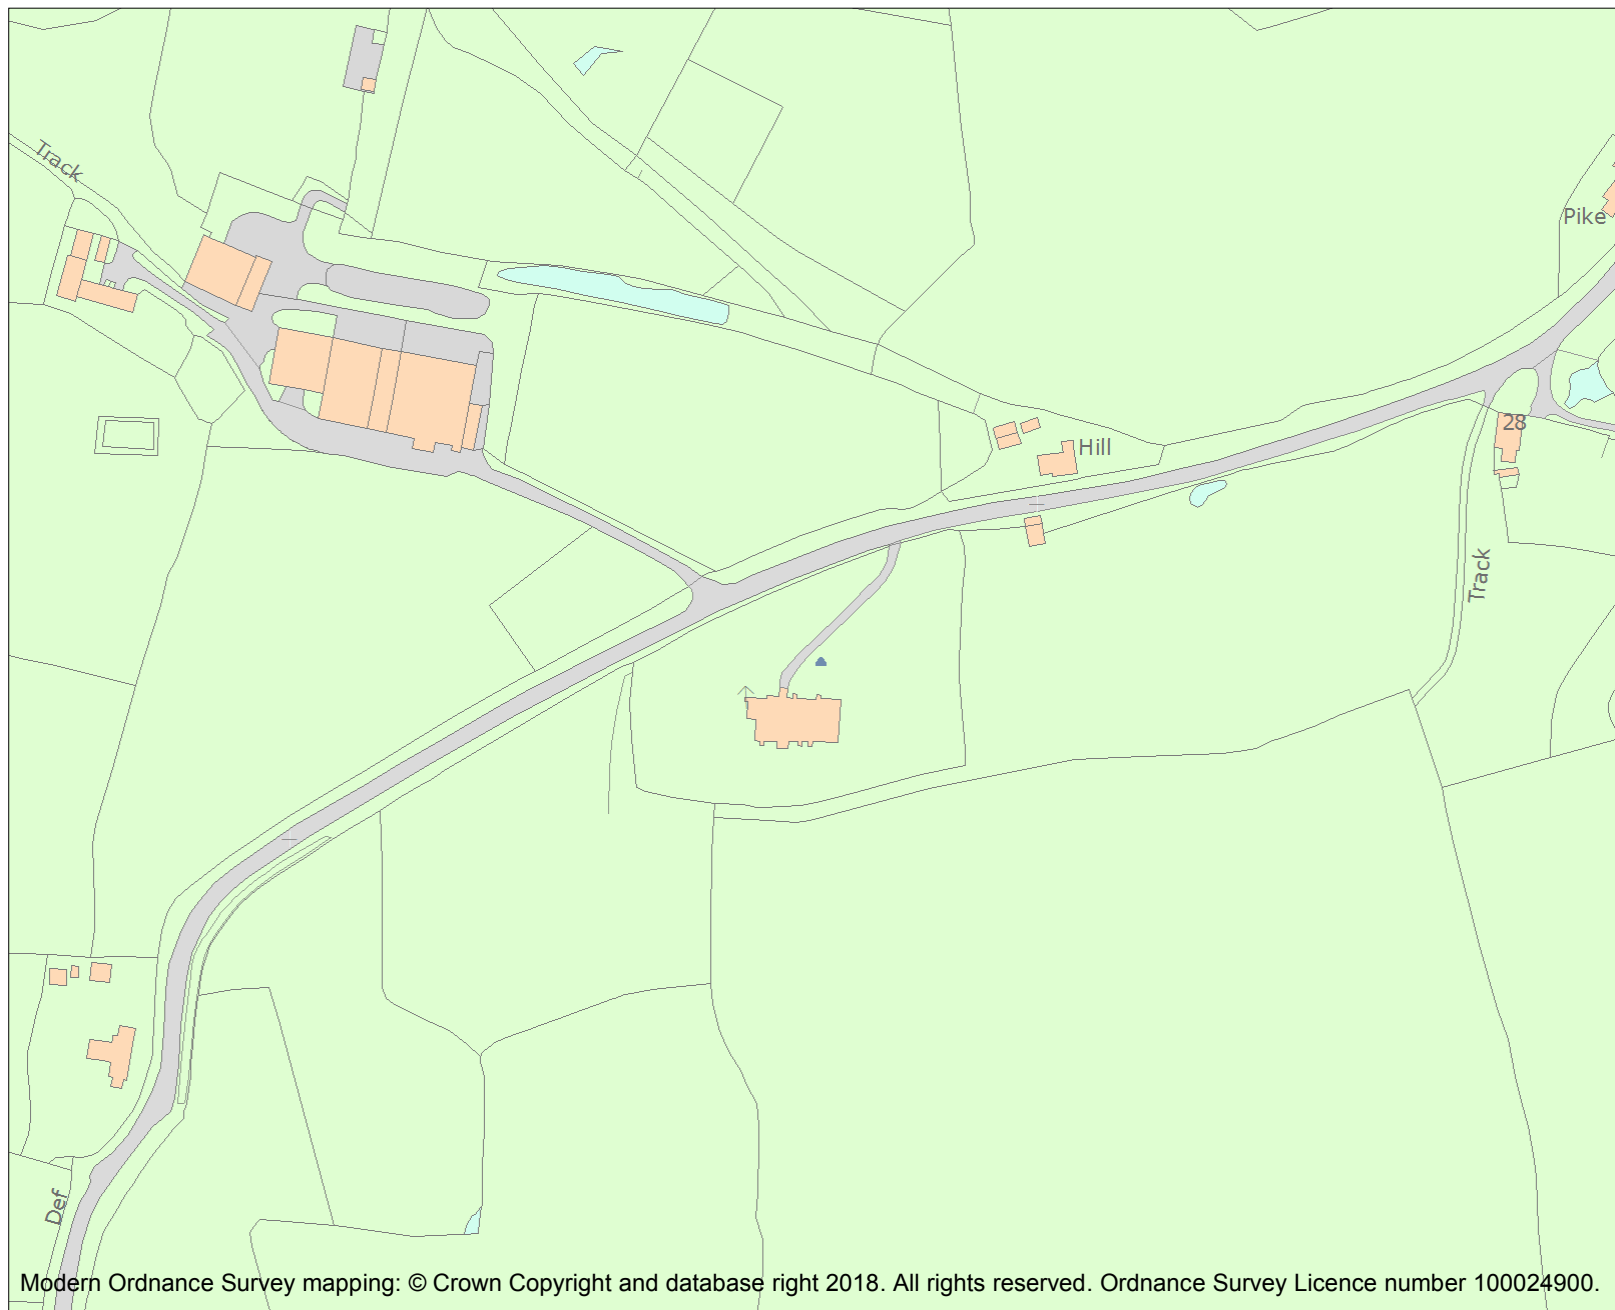 Track
Pike
28
Hill
Track
Def
Modern Ordnance Survey mapping: © Crown Copyright and database right 2018. All rights reserved. Ordnance Survey Licence number 100024900.